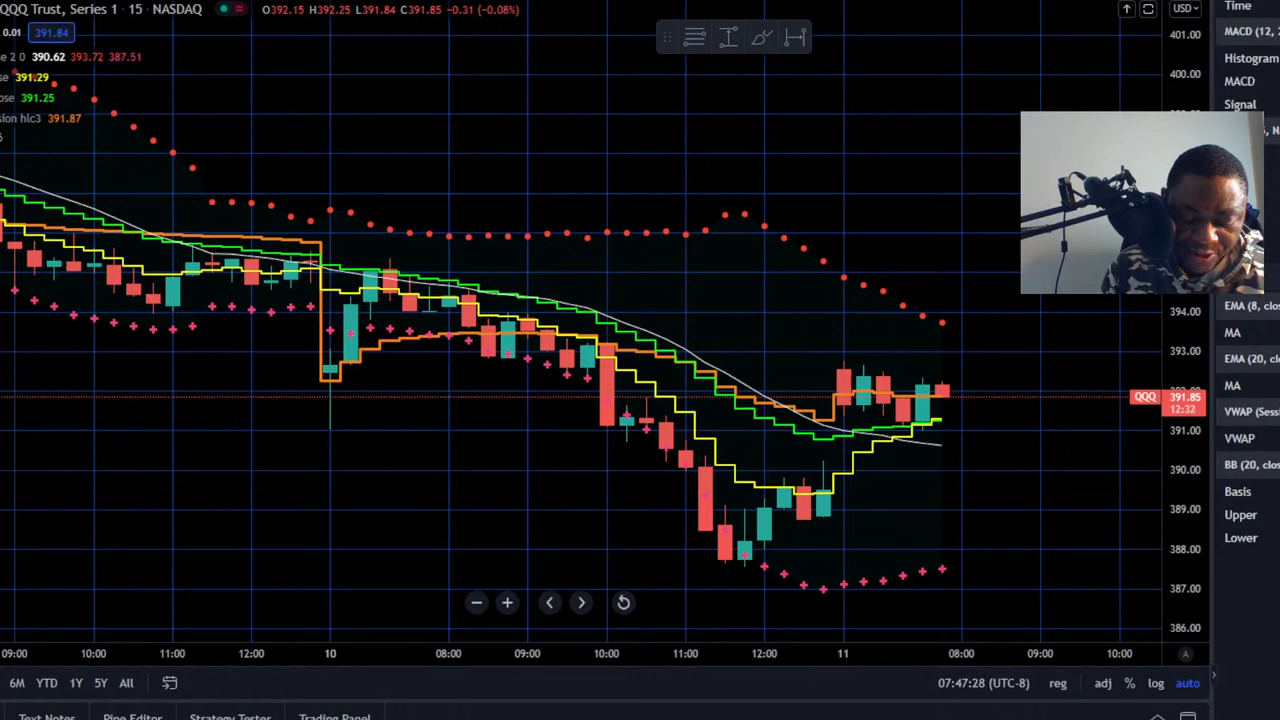 QQQ Trust, Series 1 · 15 · NASDAQ O392.15 H392.25 L391.84 C391.85 -0.31 (-0.08%)
0.01 391.84
2 0 390.62 393.72 387.51
391.29
391.25
hlc3 391.87
USD
401.00
400.00
394.00
393.00
QQQ 391.85
12:32
391.00
390.00
389.00
388.00
387.00
386.00
Time
MACD (12, 2
Histogram
MACD
Signal
EMA (8, close
MA
EMA (20, clo
MA
VWAP (Sessi
VWAP
BB (20, close
Basis
Upper
Lower
09:00 10:00 11:00 12:00 10 08:00 09:00 10:00 11:00 12:00 11 08:00 09:00 10:00 A
6M YTD 1Y 5Y All 07:47:28 (UTC-8) reg adj % log auto
Text Notes Pine Editor Strategy Tester Trading Panel